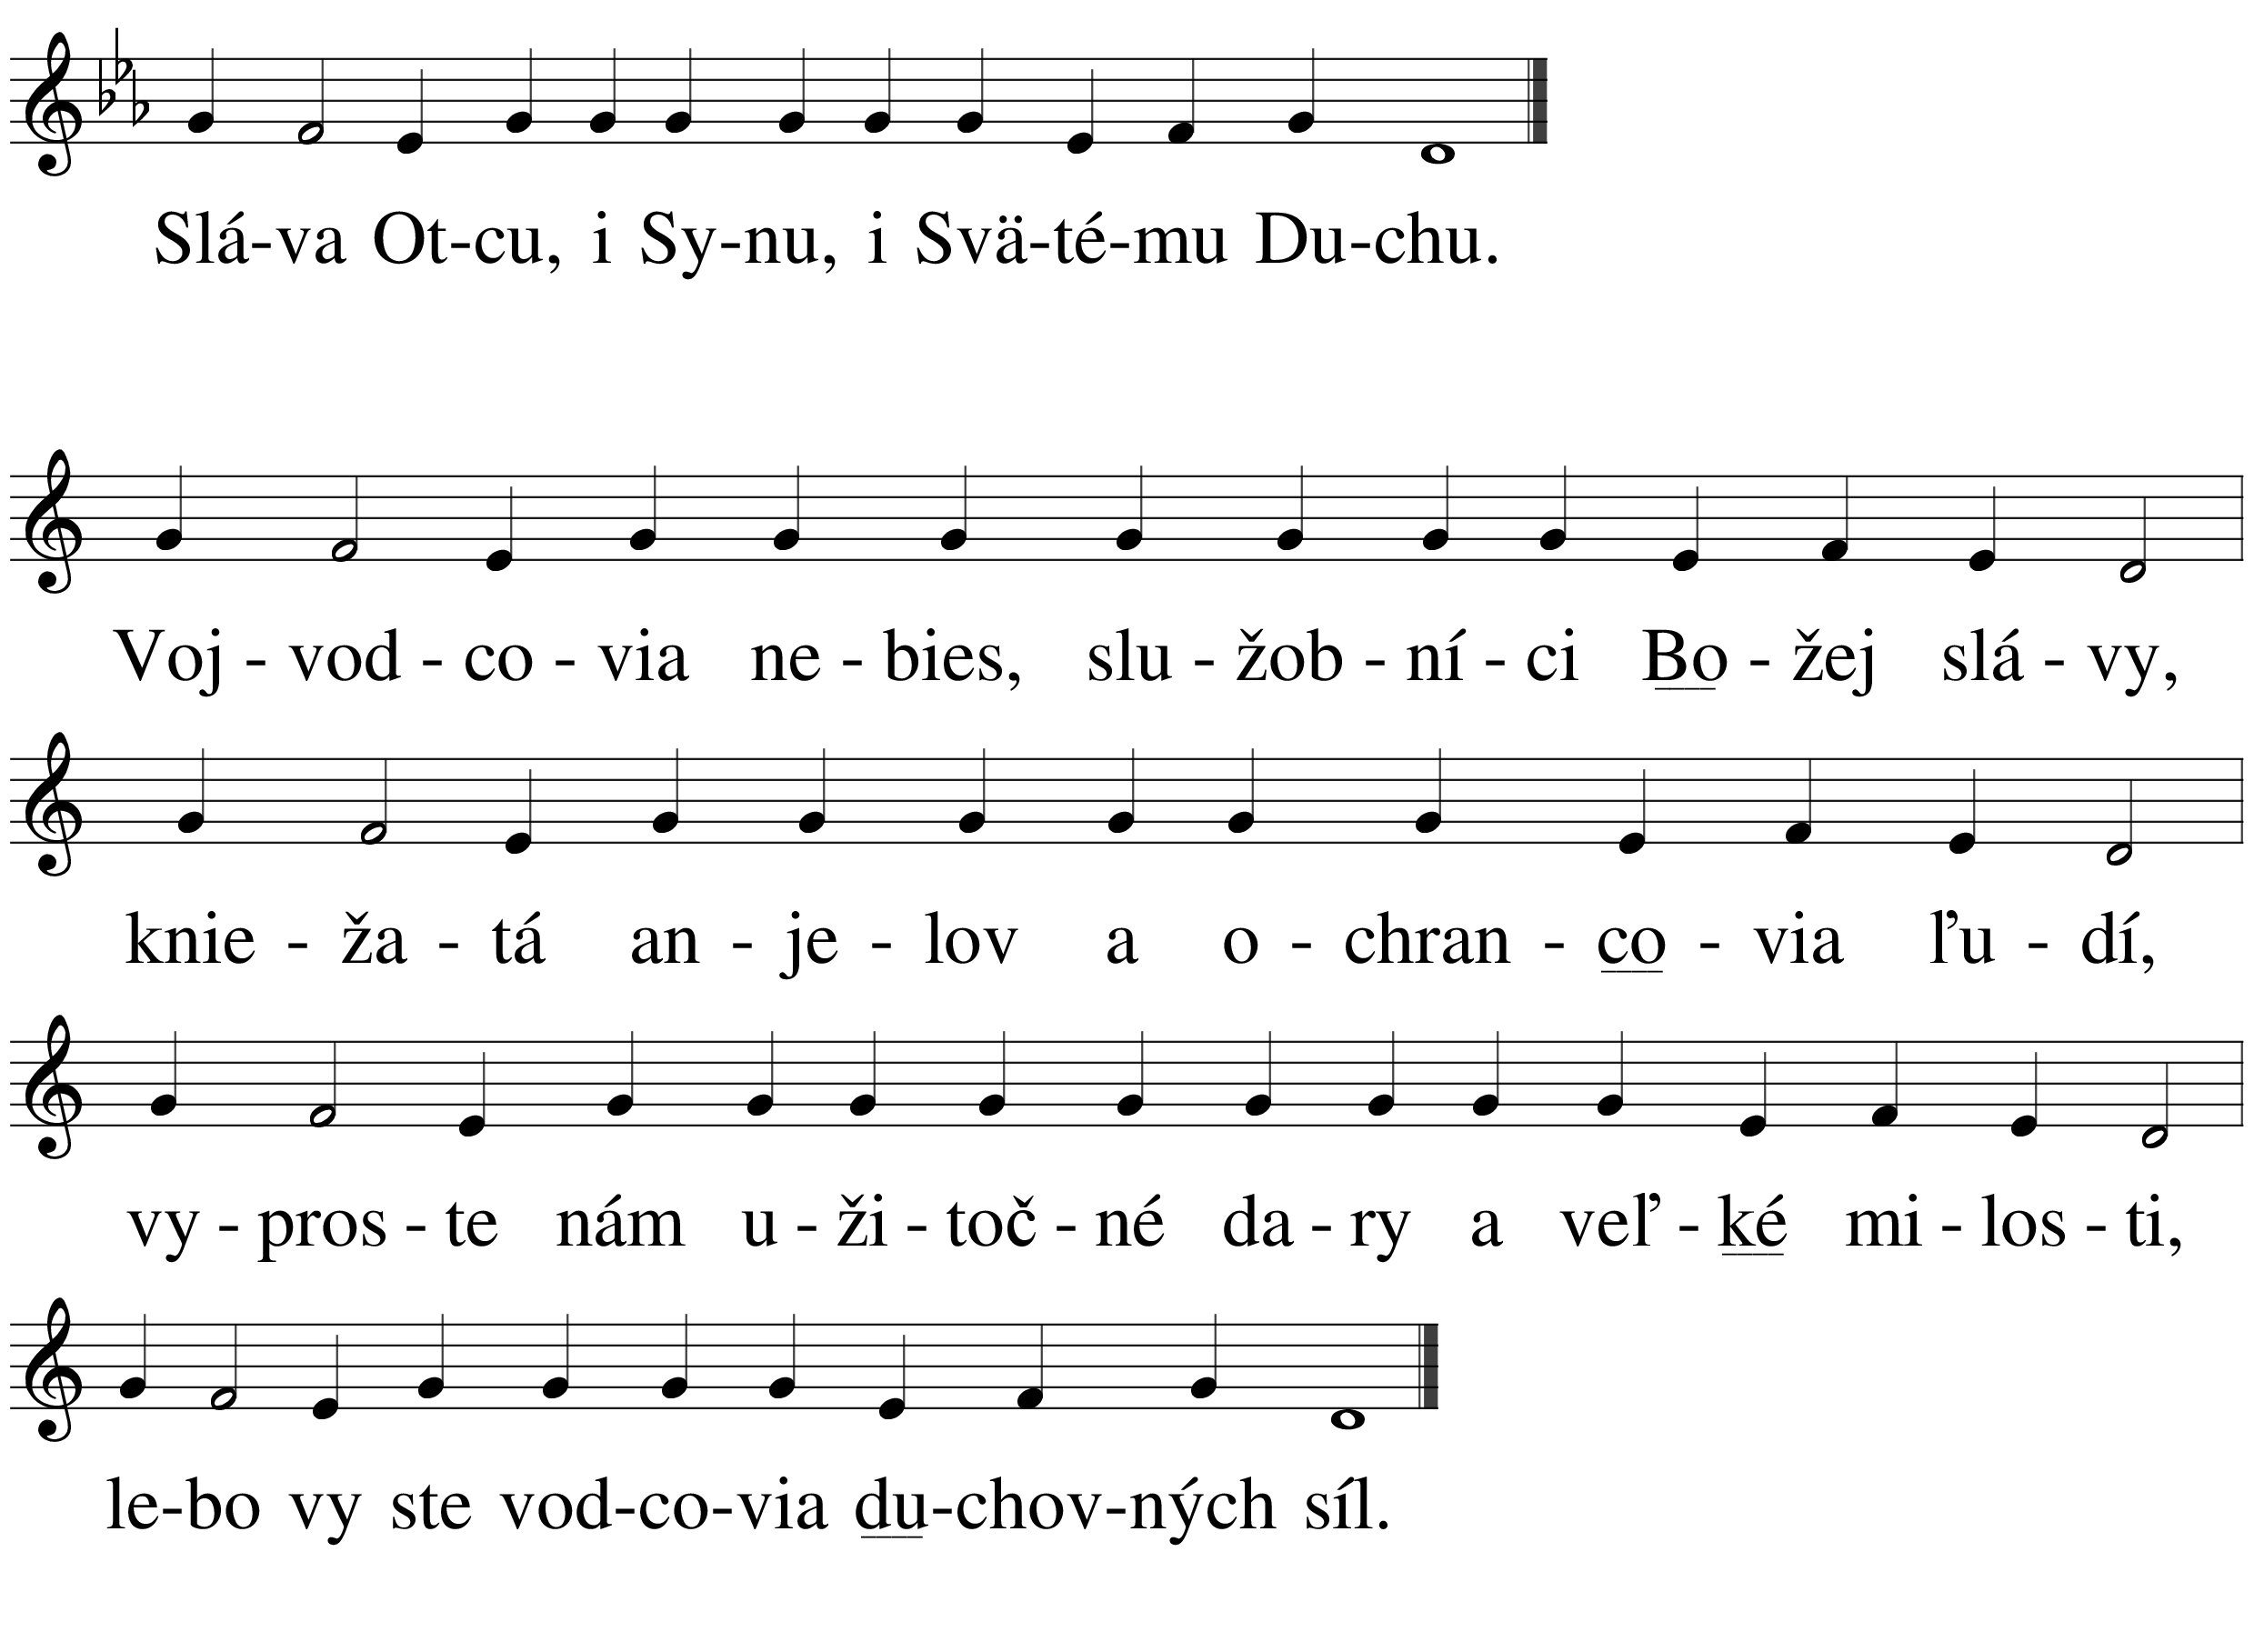 Slá-va Ot-cu, i Sy-nu, i Svä-té-mu Du-chu.
Voj - vod - co - via ne - bies, slu - žob - ní - ci Bo - žej slá - vy,
knie - ža - tá an - je - lov a o - chran - co - via ľu - dí,
vy - pros - te nám u - ži - toč - né da - ry a veľ - ké mi - los - ti,
le-bo vy ste vod-co-via du-chov-ných síl.